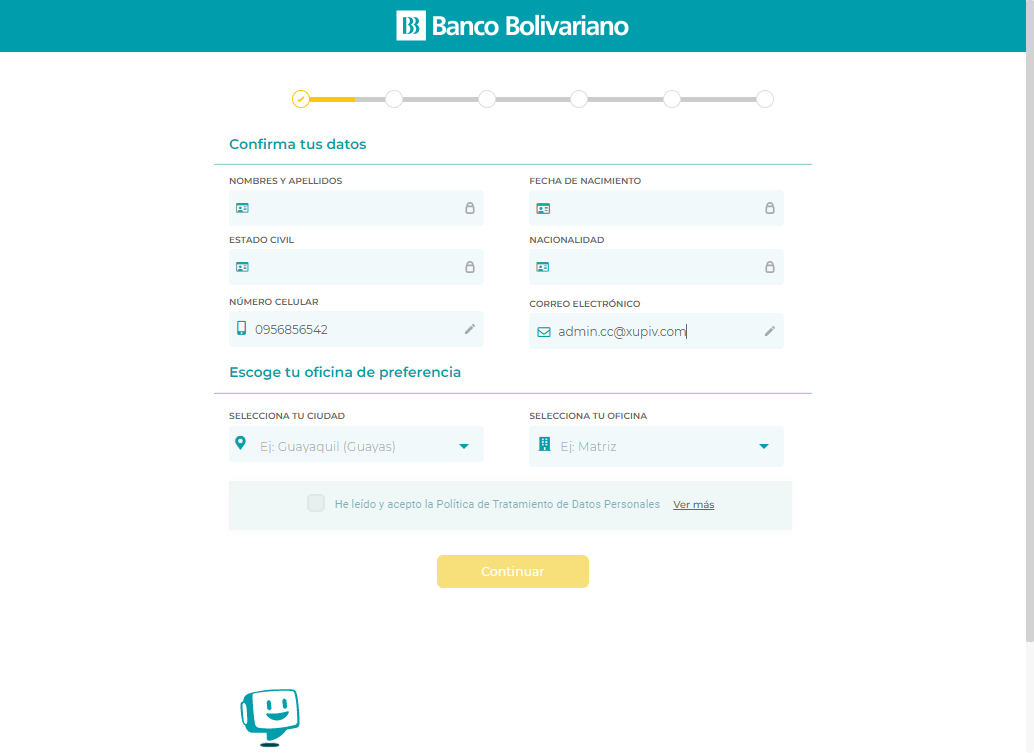 Banco Bolivariano
Confirma tus datos
NOMBRES Y APELLIDOS
FECHA DE NACIMIENTO
ESTADO CIVIL
NACIONALIDAD
NÚMERO CELULAR
0956856542
CORREO ELECTRÓNICO
admin.cc@xupiv.com
Escoge tu oficina de preferencia
SELECCIONA TU CIUDAD
Ej: Guayaquil (Guayas)
SELECCIONA TU OFICINA
Ej: Matriz
He leído y acepto la Política de Tratamiento de Datos Personales Ver más
Continuar